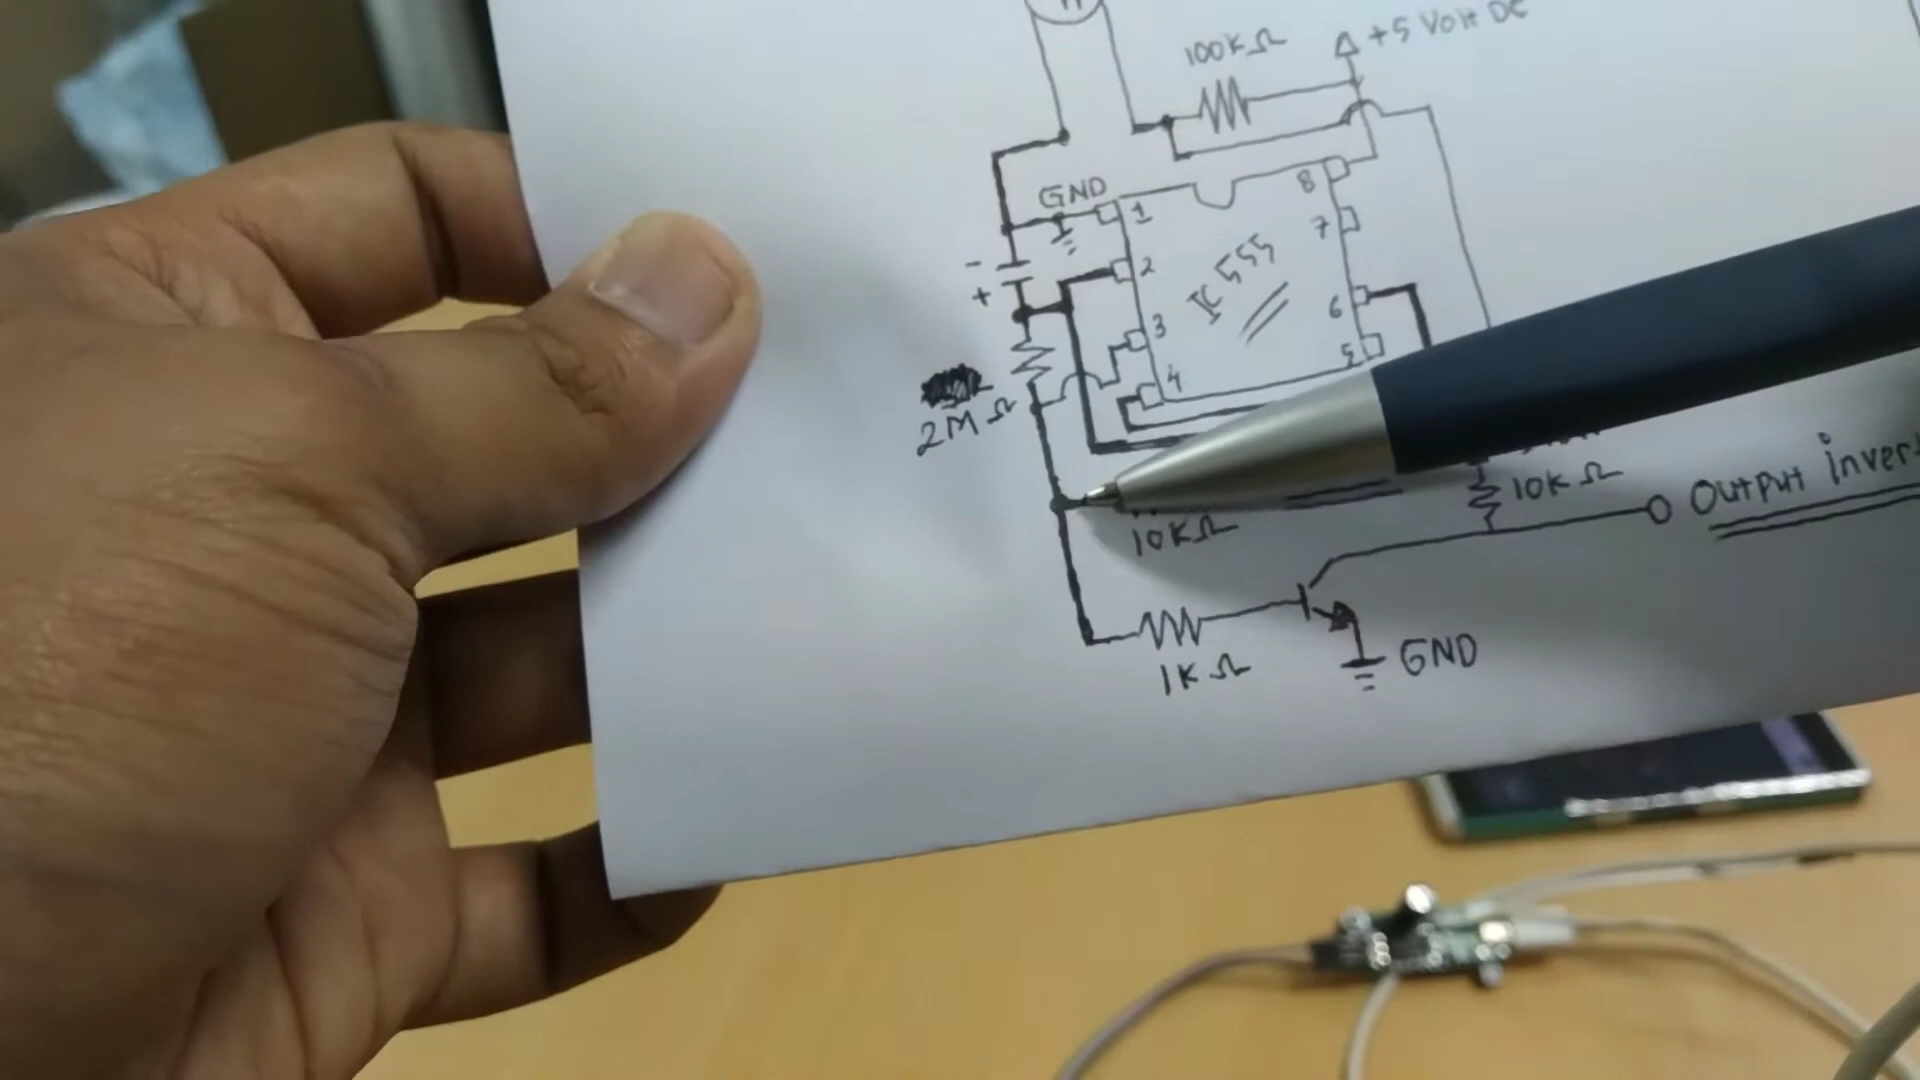 100KΩ
+5 Volt DC
GND
1
8
2
7
IC 555
-
+
3
6
4
5
2MΩ
10KΩ
Output
10KΩ
1KΩ
GND